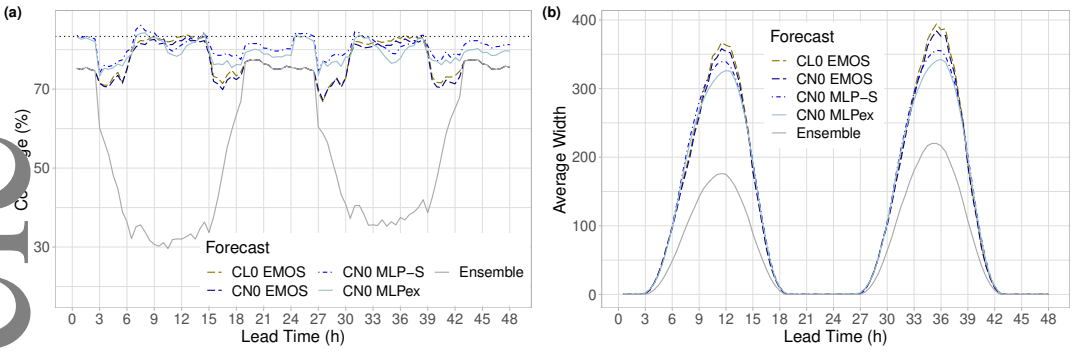 (a)
70
50
30
Forecast
CL0 EMOS
CN0 EMOS
CN0 MLP−S
CN0 MLPex
Ensemble
0 3 6 9 12 15 18 21 24 27 30 33 36 39 42 45 48
Lead Time (h)
(b)
Average Width
400
300
200
100
0
Forecast
CL0 EMOS
CN0 EMOS
CN0 MLP−S
CN0 MLPex
Ensemble
0 3 6 9 12 15 18 21 24 27 30 33 36 39 42 45 48
Lead Time (h)